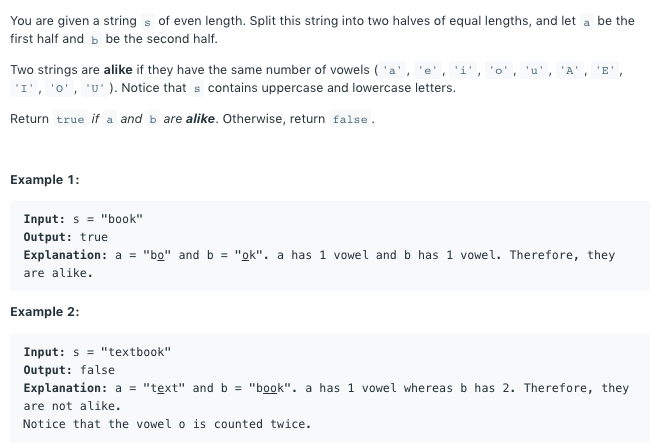 You are given a string s of even length. Split this string into two halves of equal lengths, and let a be the
first half and b be the second half.
Two strings are alike if they have the same number of vowels ( 'a' , 'e' , 'i' , 'o' , 'u' , 'A' , 'E' ,
'I' , 'O' , 'U' ). Notice that s contains uppercase and lowercase letters.
Return true if a and b are alike. Otherwise, return false .
Example 1:
Input: s = "book"
Output: true
Explanation: a = "bo" and b = "ok". a has 1 vowel and b has 1 vowel. Therefore, they
are alike.
Example 2:
Input: s = "textbook"
Output: false
Explanation: a = "text" and b = "book". a has 1 vowel whereas b has 2. Therefore, they
are not alike.
Notice that the vowel o is counted twice.